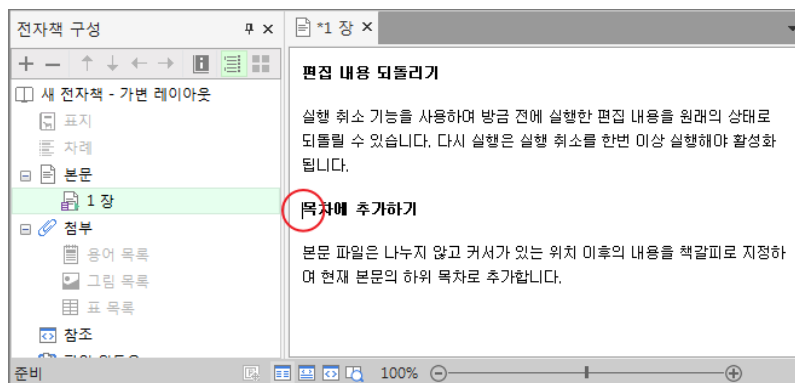 전자책 구성
*1 장
새 전자책 - 가변 레이아웃
표지
차례
본문
1 장
첨부
용어 목록
그림 목록
표 목록
참조
준비
편집 내용 되돌리기
실행 취소 기능을 사용하여 방금 전에 실행한 편집 내용을 원래의 상태로
되돌릴 수 있습니다. 다시 실행은 실행 취소를 한번 이상 실행해야 활성화
됩니다.
목차에 추가하기
본문 파일은 나누지 않고 커서가 있는 위치 이후의 내용을 책갈피로 지정하
여 현재 본문의 하위 목차로 추가합니다.
100%